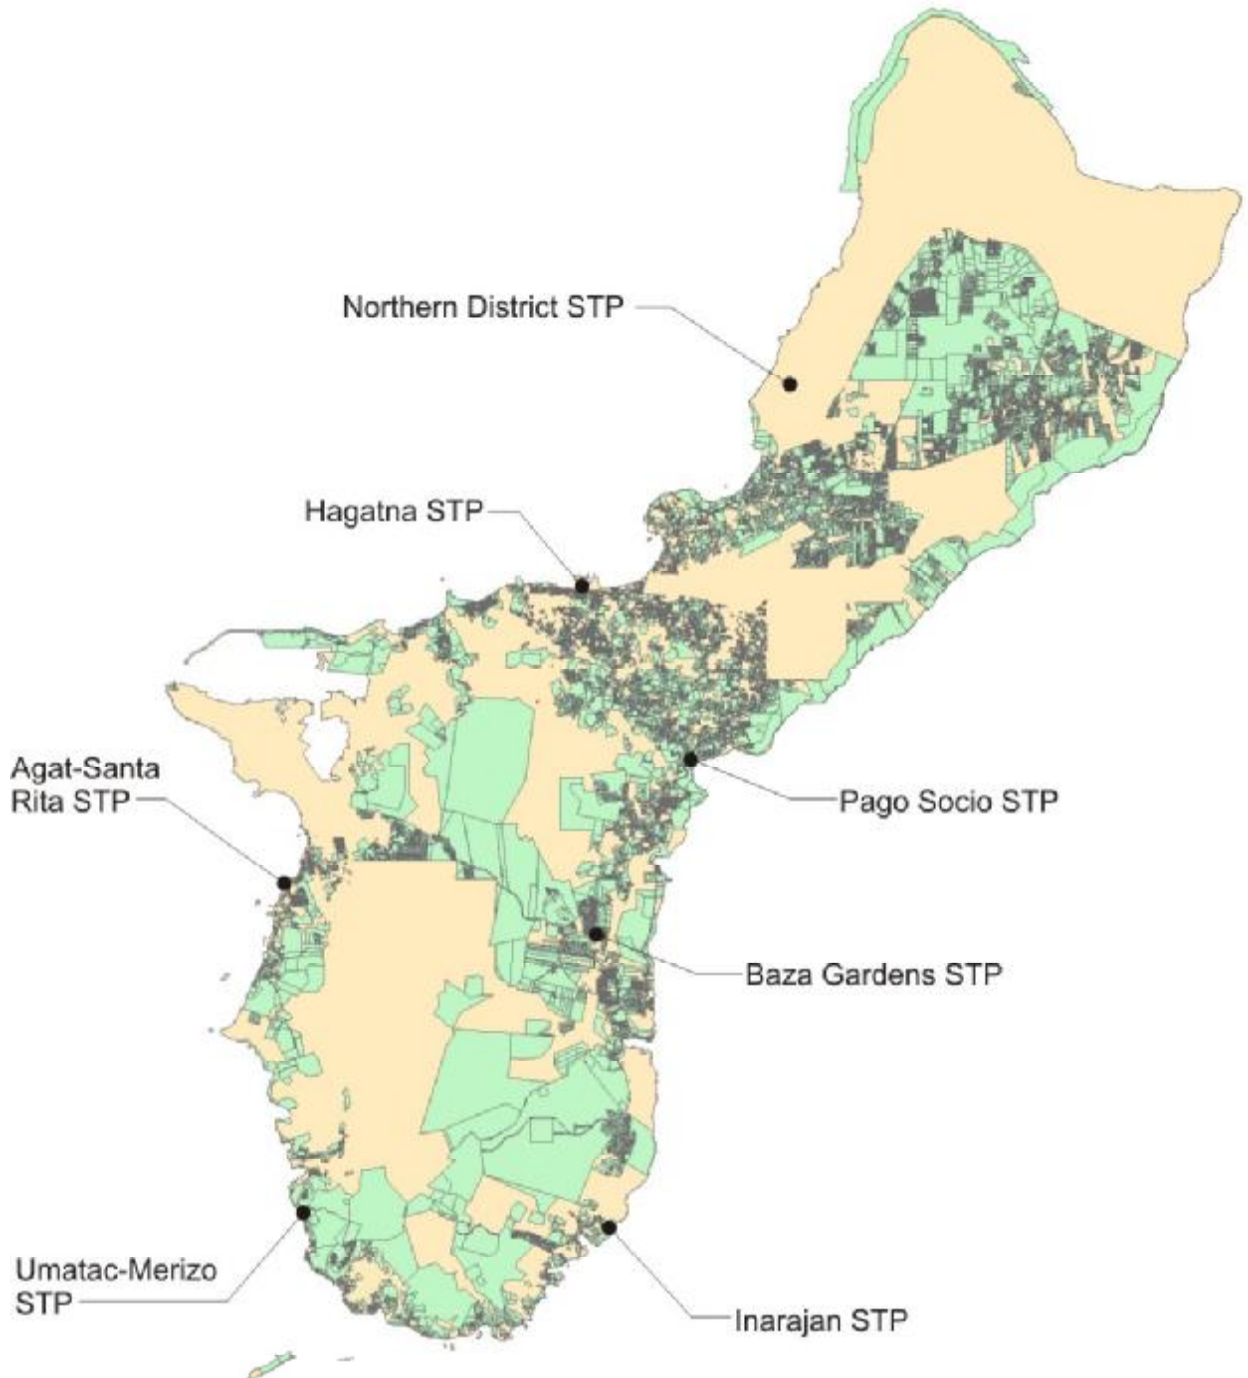 Northern District STP
Hagatna STP
Agat-Santa
Rita STP
Pago Socio STP
Baza Gardens STP
Umatac-Merizo
STP
Inarajan STP